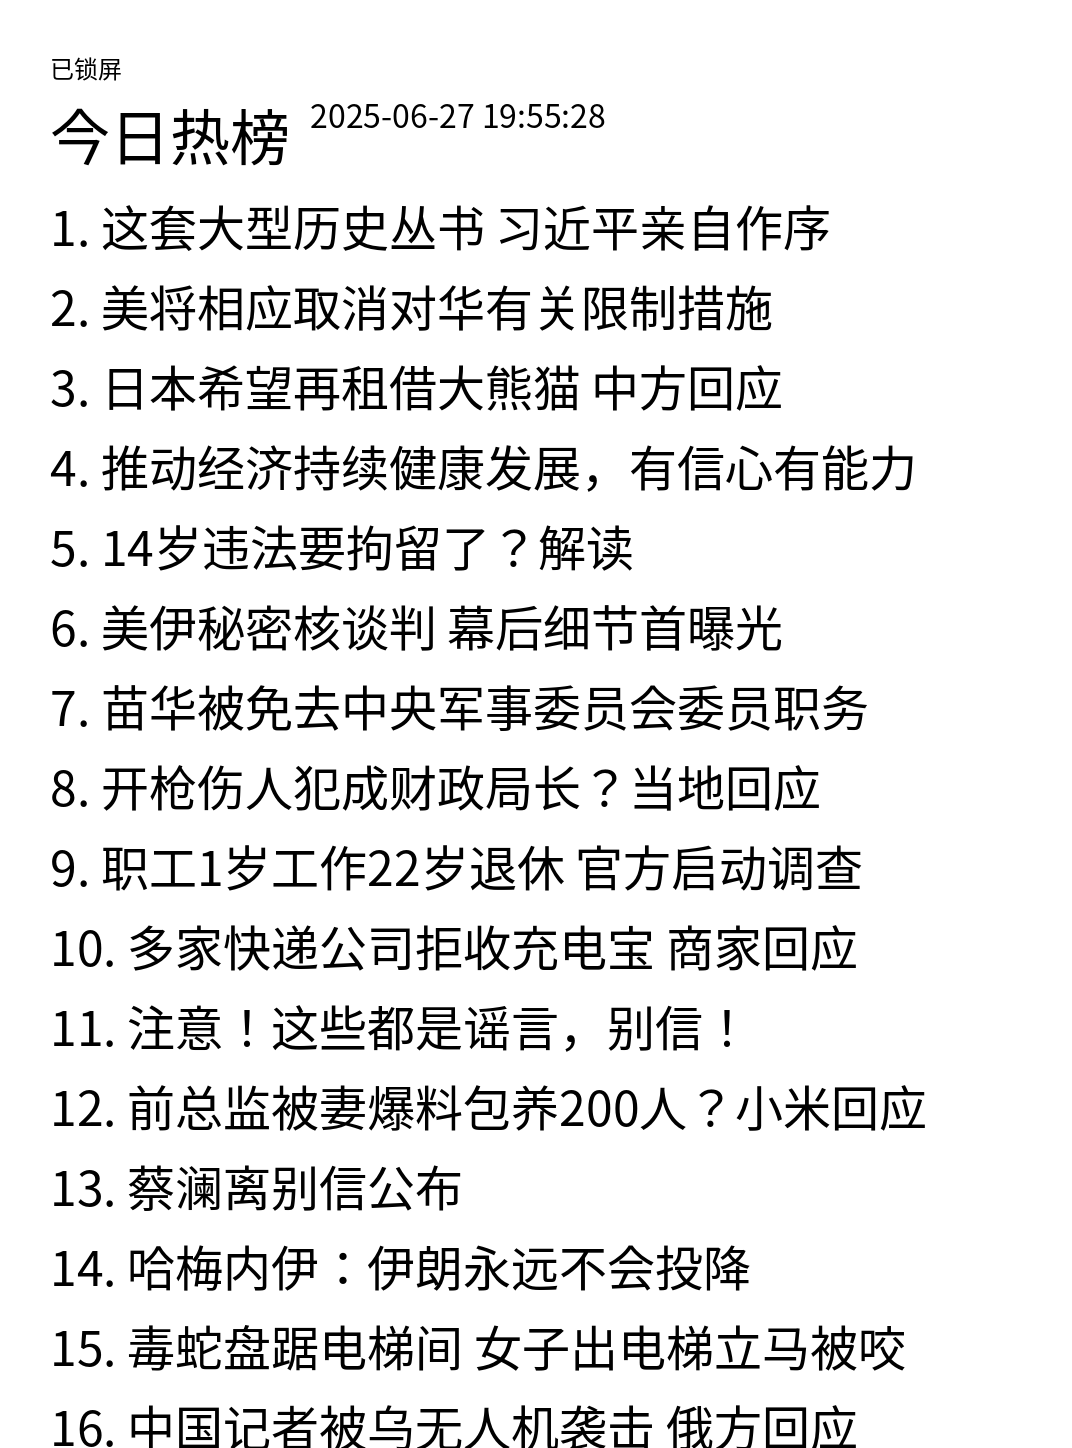 已锁屏
今日热榜 2025-06-27 19:55:28
1. 这套大型历史丛书 习近平亲自作序
2. 美将相应取消对华有关限制措施
3. 日本希望再租借大熊猫 中方回应
4. 推动经济持续健康发展，有信心有能力
5. 14岁违法要拘留了？解读
6. 美伊秘密核谈判 幕后细节首曝光
7. 苗华被免去中央军事委员会委员职务
8. 开枪伤人犯成财政局长？当地回应
9. 职工1岁工作22岁退休 官方启动调查
10. 多家快递公司拒收充电宝 商家回应
11. 注意！这些都是谣言，别信！
12. 前总监被妻爆料包养200人？小米回应
13. 蔡澜离别信公布
14. 哈梅内伊：伊朗永远不会投降
15. 毒蛇盘踞电梯间 女子出电梯立马被咬
16. 中国记者被乌无人机袭击 俄方回应